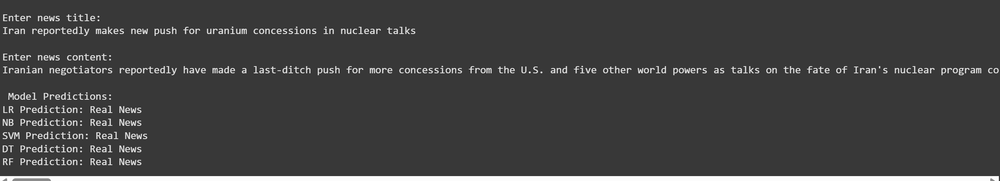 Enter news title:
Iran reportedly makes new push for uranium concessions in nuclear talks
Enter news content:
Iranian negotiators reportedly have made a last-ditch push for more concessions from the U.S. and five other world powers as talks on the fate of Iran's nuclear program co
Model Predictions:
LR Prediction: Real News
NB Prediction: Real News
SVM Prediction: Real News
DT Prediction: Real News
RF Prediction: Real News